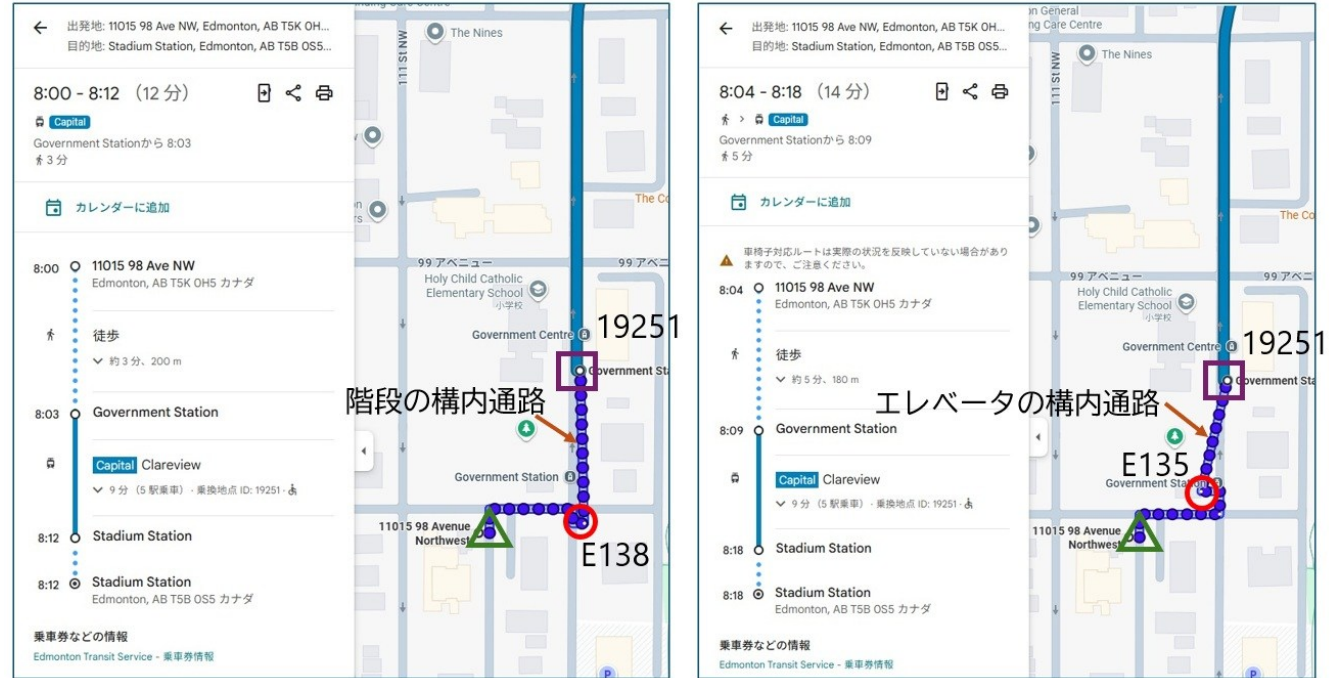 出発地: 11015 98 Ave NW, Edmonton, AB T5K 0H...
目的地: Stadium Station, Edmonton, AB T5B 0S5...
8:00 - 8:12 （12 分）
Capital
Government Stationから 8:03
3 分
カレンダーに追加
8:00 11015 98 Ave NW
Edmonton, AB T5K 0H5 カナダ
徒歩
約 3 分、200 m
8:03 Government Station
Capital Clareview
9 分 （5 駅乗車） · 乗換地点 ID: 19251 ·
8:12 Stadium Station
8:12 Stadium Station
Edmonton, AB T5B 0S5 カナダ
乗車券などの情報
Edmonton Transit Service - 乗車券情報
The Nines
111 St NW
The Co
99 アベニュー
99 アベニ
Holy Child Catholic
Elementary School
小学校
Government Centre
19251
Government Sta
階段の構内通路
Government Station
11015 98 Avenue
Northwest
E138
P
出発地: 11015 98 Ave NW, Edmonton, AB T5K 0H...
目的地: Stadium Station, Edmonton, AB T5B 0S5...
8:04 - 8:18 （14 分）
Capital
Government Stationから 8:09
5 分
カレンダーに追加
車椅子対応ルートは実際の状況を反映していない場合があり
ますので、ご注意ください。
8:04 11015 98 Ave NW
Edmonton, AB T5K 0H5 カナダ
徒歩
約 5 分、180 m
8:09 Government Station
Capital Clareview
9 分 （5 駅乗車） · 乗換地点 ID: 19251 ·
8:18 Stadium Station
8:18 Stadium Station
Edmonton, AB T5B 0S5 カナダ
乗車券などの情報
Edmonton Transit Service - 乗車券情報
on General
ng Care Centre
The Nines
111 St NW
The Co
99 アベニュー
99 アベニ
Holy Child Catholic
Elementary School
小学校
Government Centre
19251
Government Sta
エレベータの構内通路
E135
Government Station
11015 98 Avenue
Northwest
P